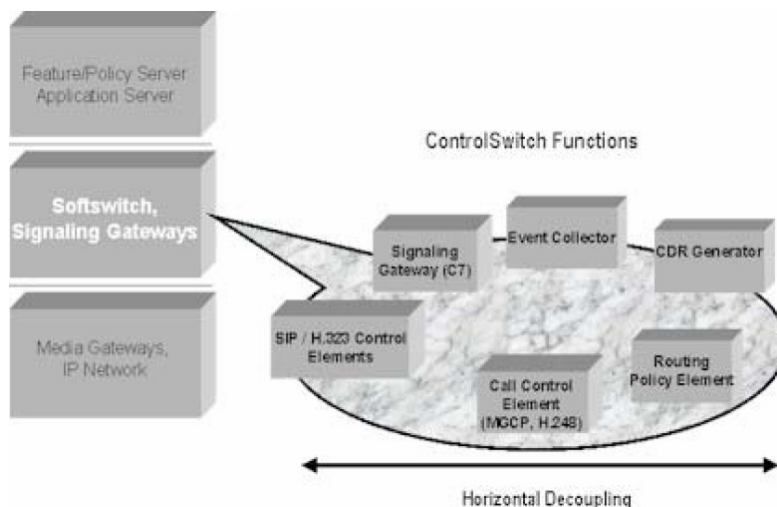 Feature/Policy Server
Application Server
Softswitch,
Signaling Gateways
Media Gateways,
IP Network
ControlSwitch Functions
Signaling
Gateway (C7)
Event Collector
CDR Generator
SIP / H.323 Control
Elements
Call Control
Element
(MGCP, H.248)
Routing
Policy Element
Horizontal Decoupling